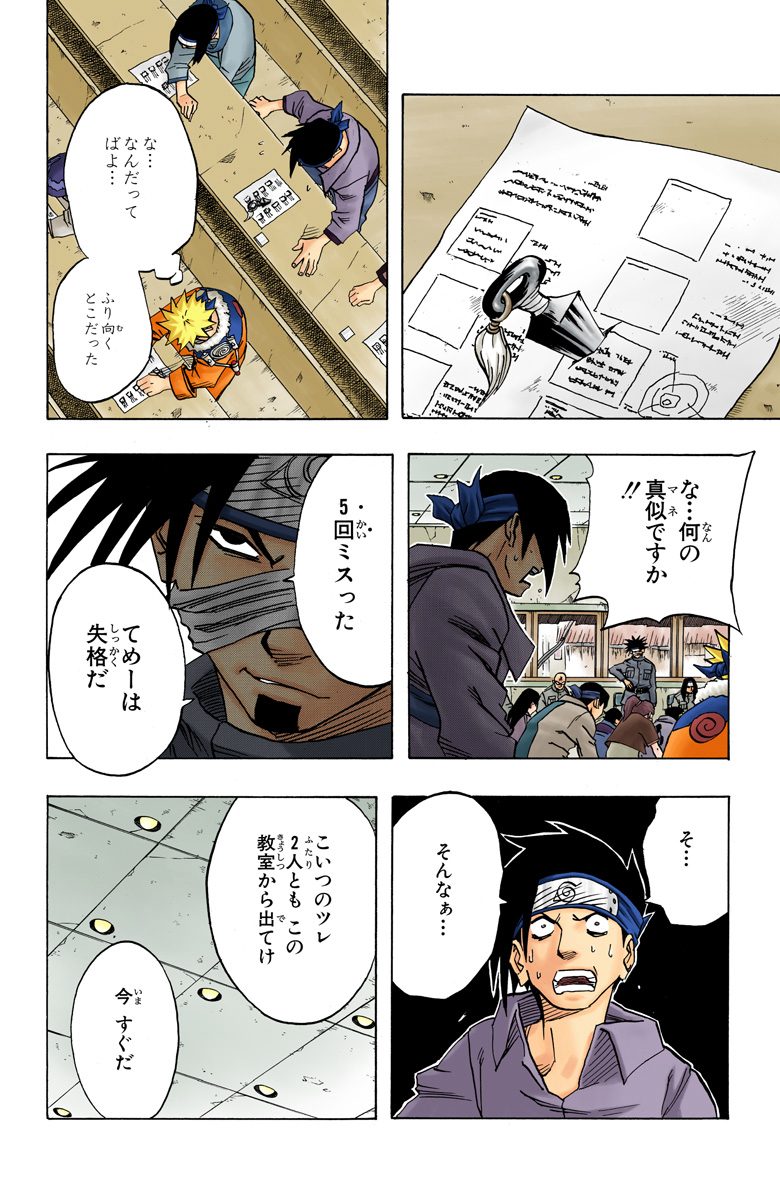 な…
なんだって
ばよ…
ふり向く
とこだった
な…何の
真似ですか
!!
5回ミスった
てめーは
失格だ
そ…
そんなぁ…
こいつのツレ
2人とも この
教室から出てけ
今 すぐだ